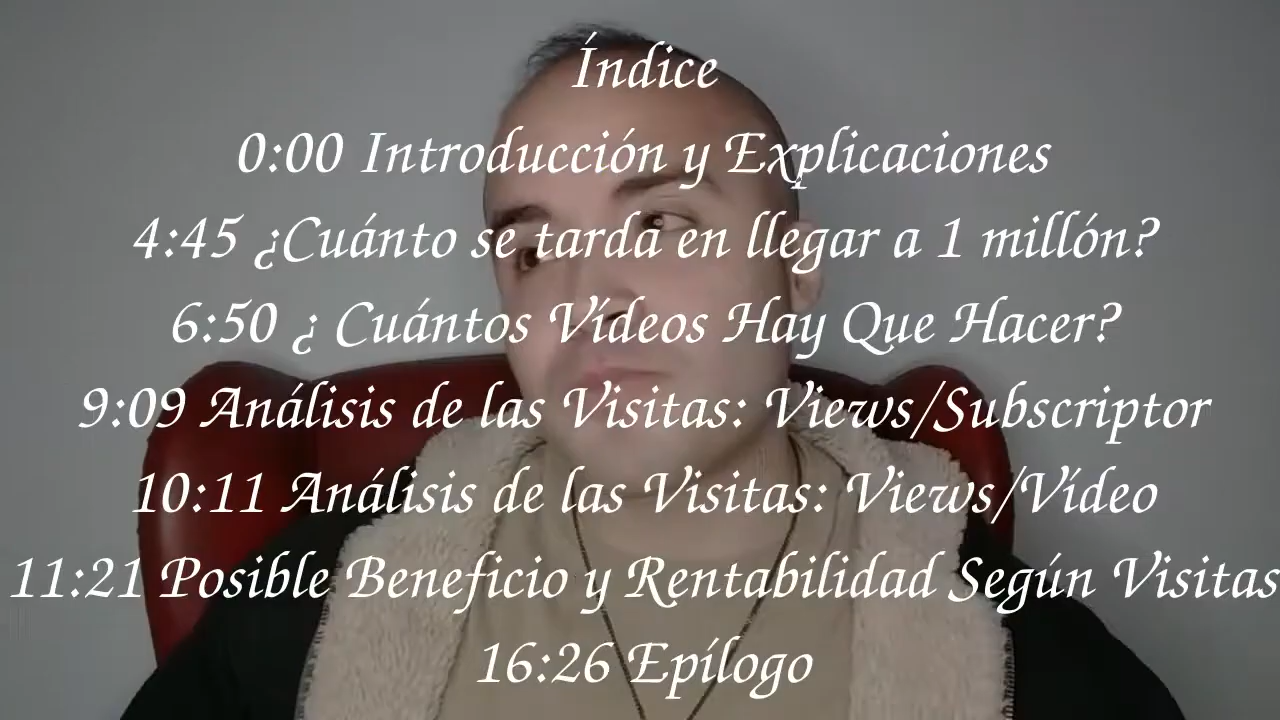 Índice
0:00 Introducción y Explicaciones
4:45 ¿Cuánto se tarda en llegar a 1 millón?
6:50 ¿ Cuántos Vídeos Hay Que Hacer?
9:09 Análisis de las Visitas: Views/Subscriptor
10:11 Análisis de las Visitas: Views/Vídeo
11:21 Posible Beneficio y Rentabilidad Según Visitas
16:26 Epílogo